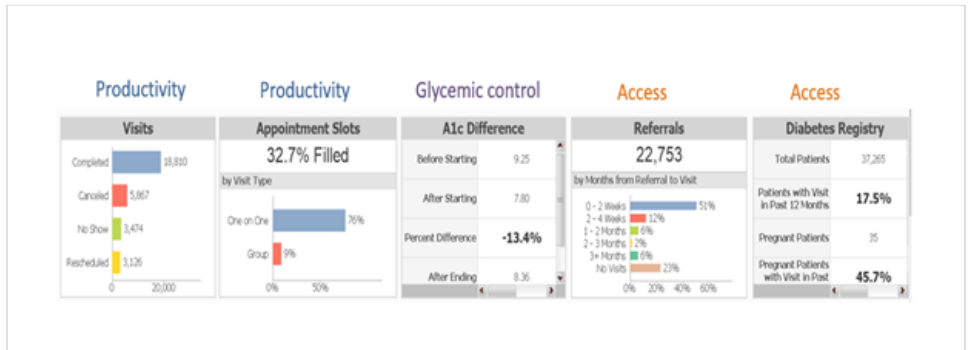 Productivity
Productivity
Glycemic control
Access
Access
Visits
Completed 18,810
Canceled 5,867
No Show 3,474
Rescheduled 3,126
0 20,000
Appointment Slots
32.7% Filled
by Visit Type
One on One 76%
Group 9%
0% 50%
A1c Difference
Before Starting 9.25
After Starting 7.80
Percent Difference -13.4%
After Ending 8.36
Referrals
22,753
by Months from Referral to Visit
0 - 2 Weeks 51%
2 - 4 Weeks 12%
1 - 2 Months 6%
2 - 3 Months 2%
3+ Months 6%
No Visits 23%
0% 20% 40% 60%
Diabetes Registry
Total Patients 37,265
Patients with Visit
in Past 12 Months 17.5%
Pregnant Patients 35
Pregnant Patients
with Visit in Past 45.7%